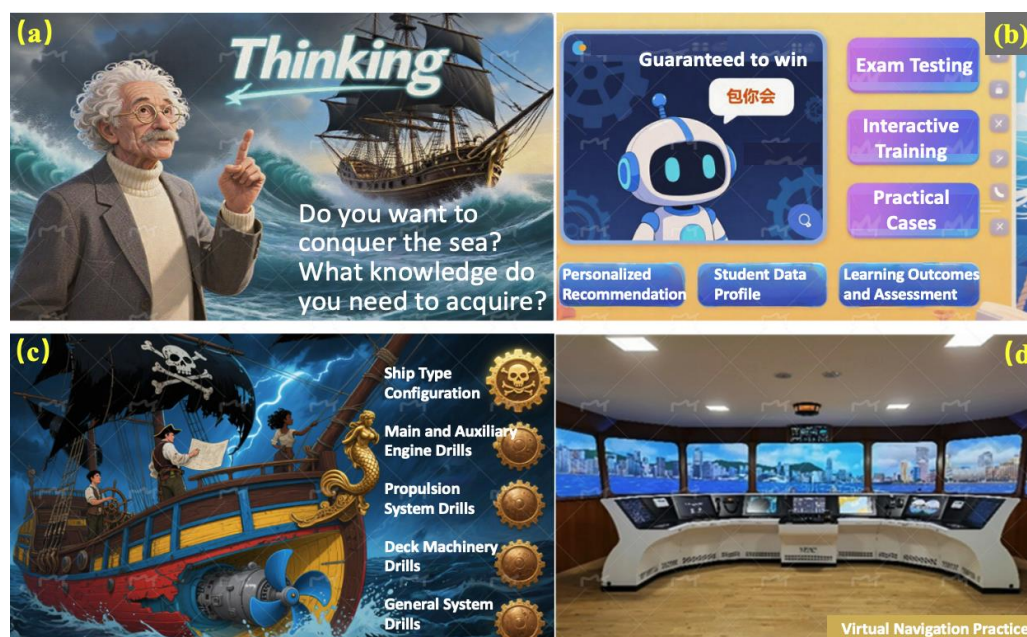 (a)
Thinking
Do you want to
conquer the sea?
What knowledge do
you need to acquire?
(b)
Guaranteed to win
包你会
Exam Testing
Interactive
Training
Practical
Cases
Personalized
Recommendation
Student Data
Profile
Learning Outcomes
and Assessment
(c)
Ship Type
Configuration
Main and Auxiliary
Engine Drills
Propulsion
System Drills
Deck Machinery
Drills
General System
Drills
(d
Virtual Navigation Practice